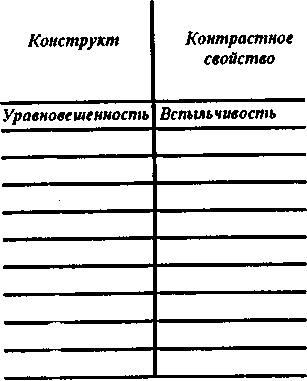 Конструкт
Контрастное
свойство
Уравновешенность Вспыльчивость